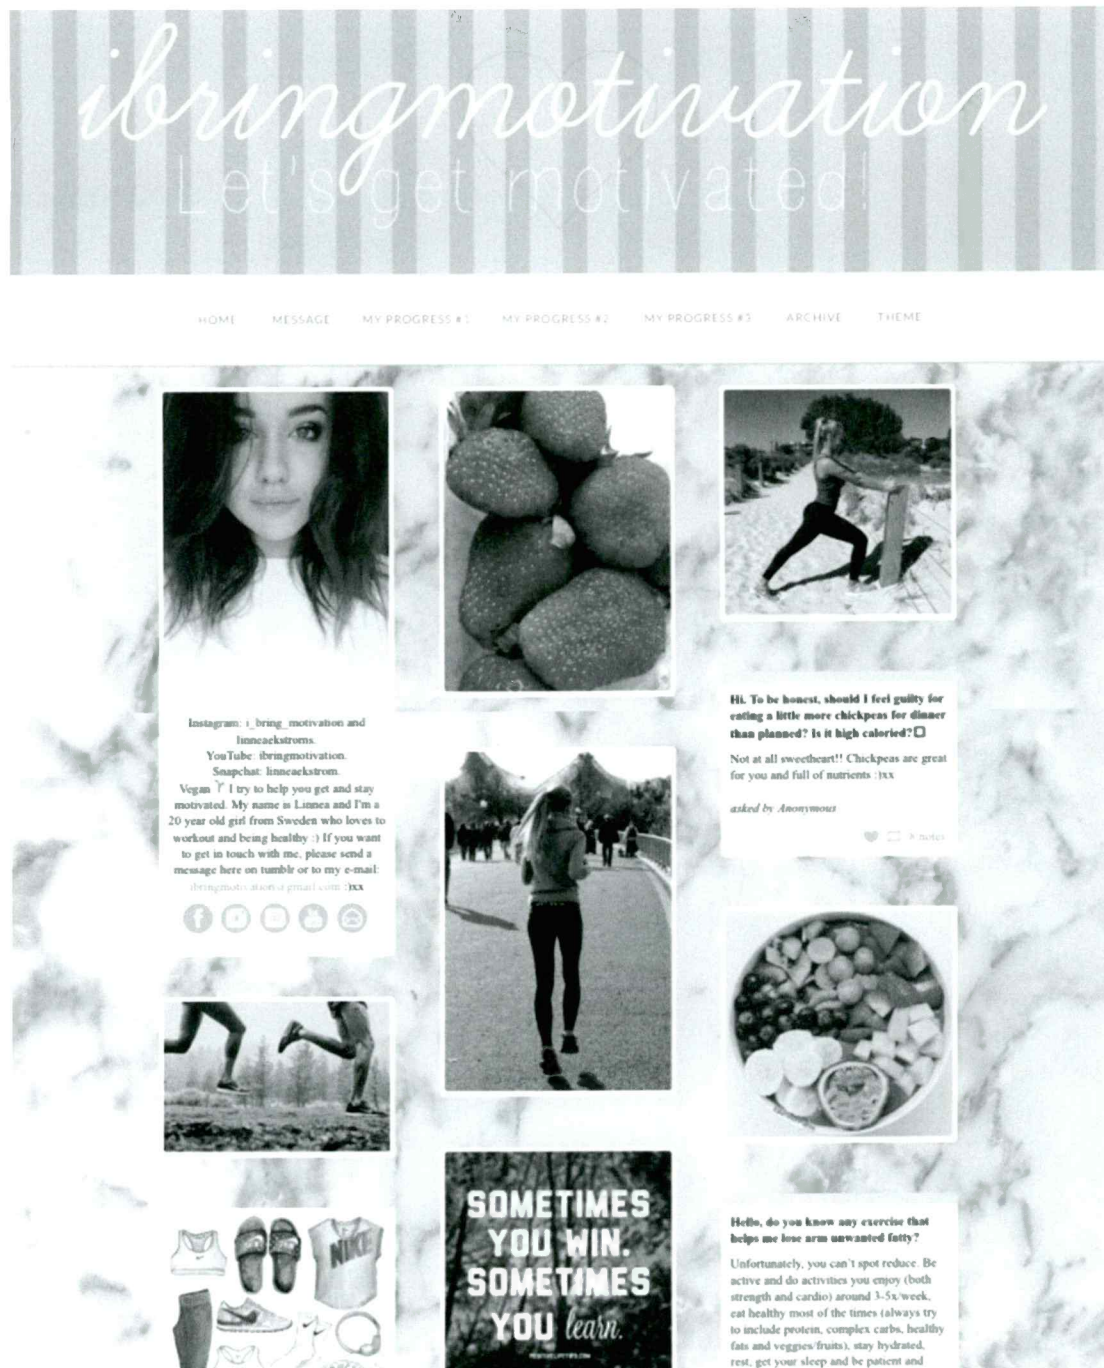 ibringmotivation
Let's get motivated!
HOME MESSAGE MY PROGRESS #1 MY PROGRESS #2 MY PROGRESS #3 ARCHIVE THEME
Instagram: i_bring_motivation and
linneaekstroms.
YouTube: ibringmotivation.
Snapchat: linneaekstrom.
Vegan I try to help you get and stay
motivated. My name is Linnea and I'm a
20 year old girl from Sweden who loves to
workout and being healthy :) If you want
to get in touch with me, please send a
message here on tumblr or to my e-mail:
ibringmotivation@gmail.com :)xx
SOMETIMES
YOU WIN.
SOMETIMES
YOU learn.
Hi. To be honest, should I feel guilty for
eating a little more chickpeas for dinner
than planned? Is it high caloried?
Not at all sweetheart!! Chickpeas are great
for you and full of nutrients :)xx
asked by Anonymous
notes
Hello, do you know any exercise that
helps me lose arm unwanted fatty?
Unfortunately, you can't spot reduce. Be
active and do activities you enjoy (both
strength and cardio) around 3-5x/week,
eat healthy most of the times (always try
to include protein, complex carbs, healthy
fats and veggies/fruits), stay hydrated,
rest, get your sleep and be patient and
NIKE